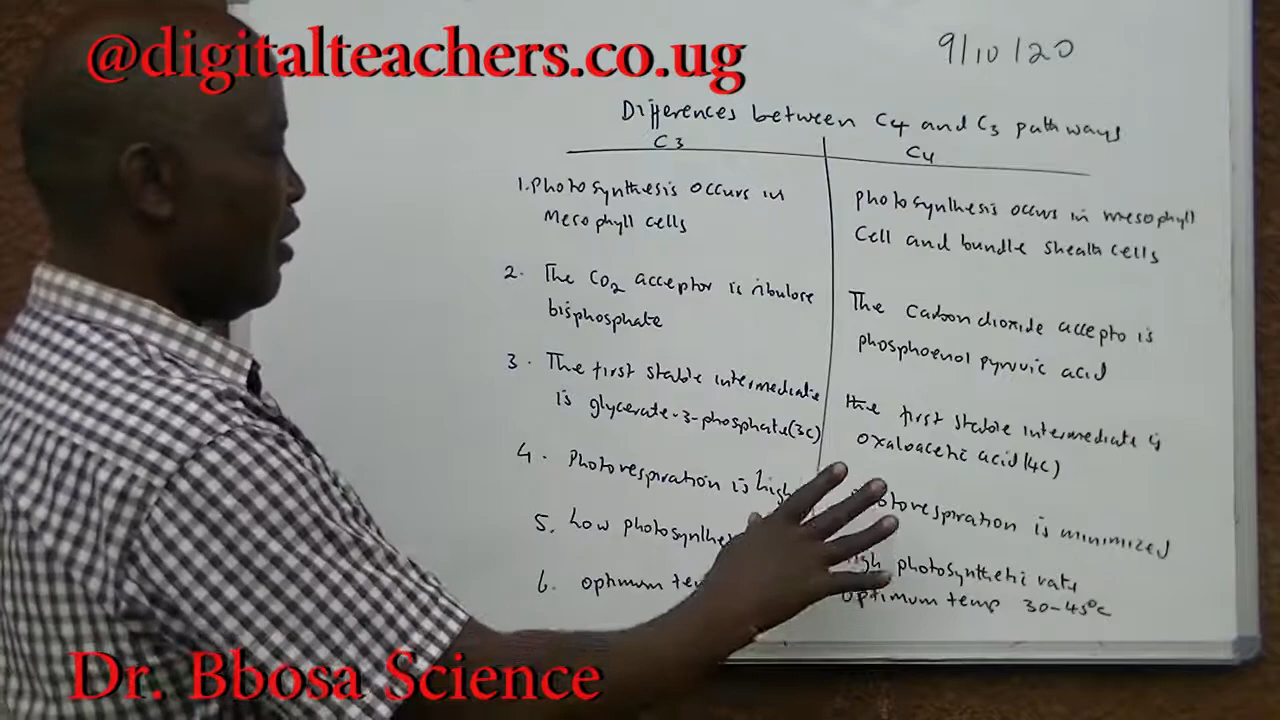 @digitalteachers.co.ug
9/10/20
Differences between C4 and C3 pathways
C3
C4
1. Photosynthesis occurs in
Mesophyll cells
photosynthesis occurs in mesophyll
Cell and bundle sheath cells
2. The CO2 acceptor is ribulose
bisphosphate
The Carbondioxide accepto is
phosphoenol pyruvic acid
3. The first stable intermediate
is glycerate-3-phosphate(3c)
the first stable intermediate is
oxaloacetic acid(4c)
4. Photorespiration is high
photorespiration is minimized
5. Low
high photosynthetic rate
6. optimum
optimum temp 30-45°c
Dr. Bbosa Science